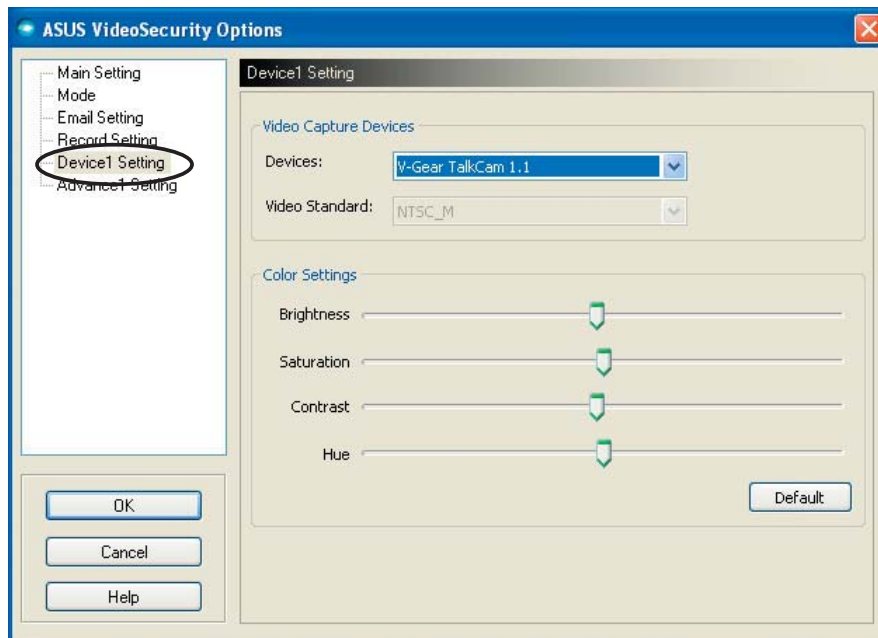 ASUS VideoSecurity Options
Main Setting
Mode
Email Setting
Record Setting
Device1 Setting
Advance1 Setting
OK
Cancel
Help
Device1 Setting
Video Capture Devices
Devices:
V-Gear TalkCam 1.1
Video Standard:
NTSC_M
Color Settings
Brightness
Saturation
Contrast
Hue
Default